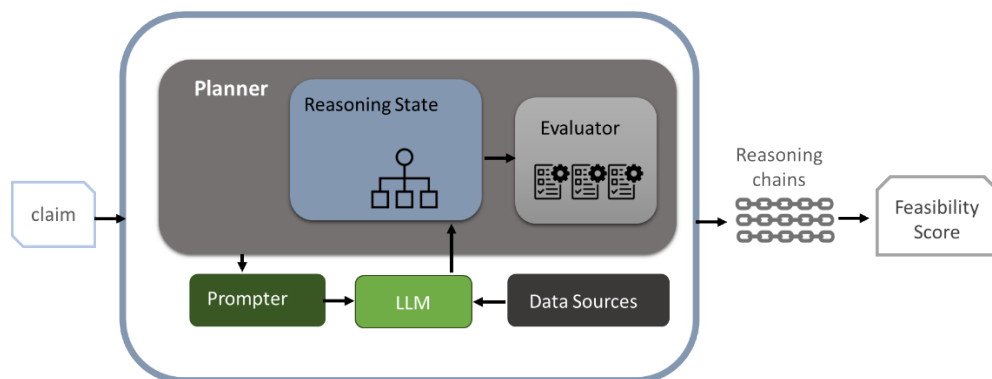 Planner
Reasoning State
Evaluator
Reasoning
chains
claim
Feasibility
Score
Prompter
LLM
Data Sources